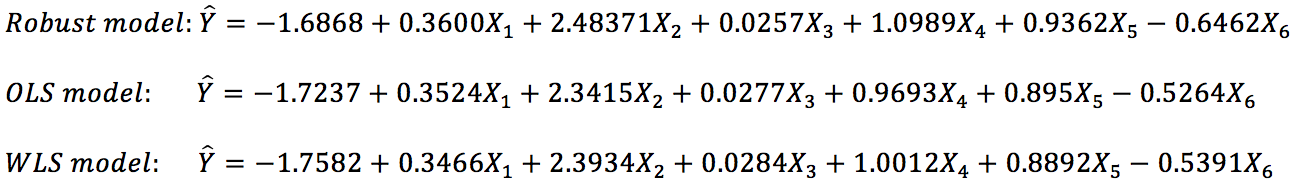 Robust model: Ŷ = −1.6868 + 0.3600X₁ + 2.48371X₂ + 0.0257X₃ + 1.0989X₄ + 0.9362X₅ − 0.6462X₆
OLS model: Ŷ = −1.7237 + 0.3524X₁ + 2.3415X₂ + 0.0277X₃ + 0.9693X₄ + 0.895X₅ − 0.5264X₆
WLS model: Ŷ = −1.7582 + 0.3466X₁ + 2.3934X₂ + 0.0284X₃ + 1.0012X₄ + 0.8892X₅ − 0.5391X₆